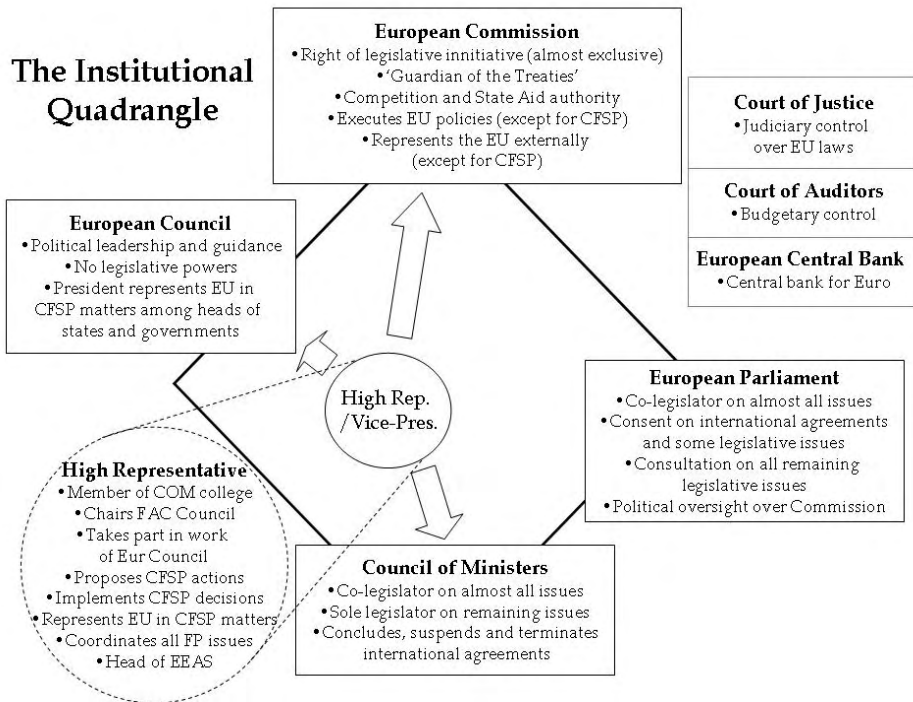 The Institutional
Quadrangle
European Commission
•Right of legislative innitiative (almost exclusive)
•'Guardian of the Treaties'
•Competition and State Aid authority
•Executes EU policies (except for CFSP)
•Represents the EU externally
(except for CFSP)
Court of Justice
•Judiciary control
over EU laws
Court of Auditors
•Budgetary control
European Central Bank
•Central bank for Euro
European Council
•Political leadership and guidance
•No legislative powers
•President represents EU in
CFSP matters among heads of
states and governments
High Rep.
/Vice-Pres.
European Parliament
•Co-legislator on almost all issues
•Consent on international agreements
and some legislative issues
•Consultation on all remaining
legislative issues
•Political oversight over Commission
High Representative
•Member of COM college
•Chairs FAC Council
•Takes part in work
of Eur Council
•Proposes CFSP actions
•Implements CFSP decisions
•Represents EU in CFSP matters
•Coordinates all FP issues
•Head of EEAS
Council of Ministers
•Co-legislator on almost all issues
•Sole legislator on remaining issues
•Concludes, suspends and terminates
international agreements